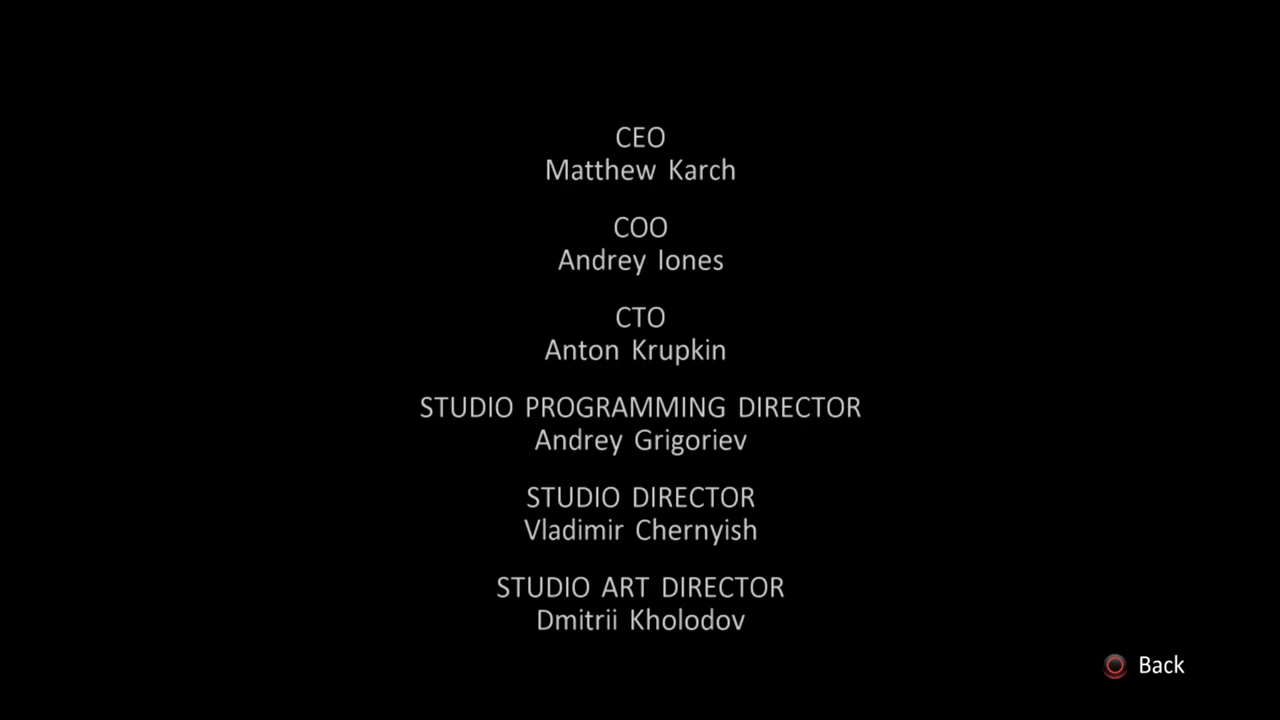 CEO
Matthew Karch
COO
Andrey Iones
CTO
Anton Krupkin
STUDIO PROGRAMMING DIRECTOR
Andrey Grigoriev
STUDIO DIRECTOR
Vladimir Chernyish
STUDIO ART DIRECTOR
Dmitrii Kholodov
Back